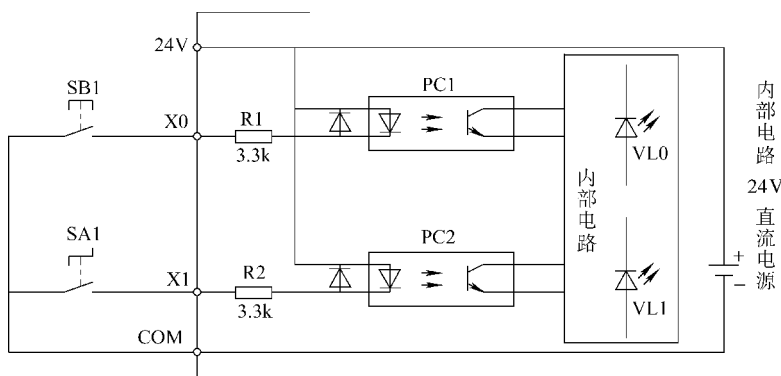 24V
SB1
X0
R1
3.3k
PC1
VL0
SA1
X1
R2
3.3k
PC2
VL1
COM
内部电路
内部电路
24V
直流电源
+
−